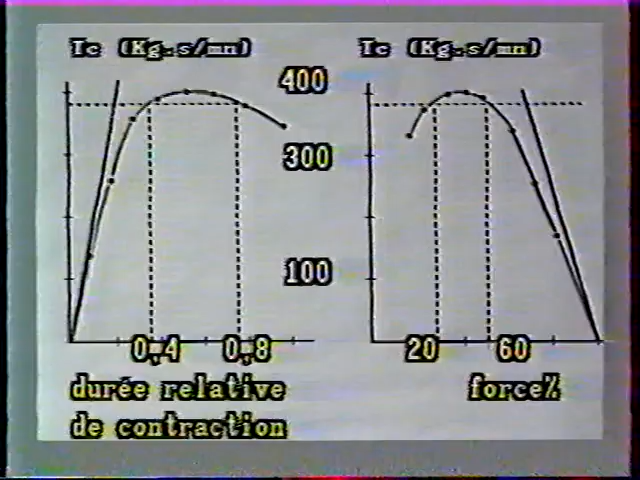 Tc (Kg.s/mn)
Tc (Kg.s/mn)
400
300
100
0,4 0,8
20 60
durée relative
de contraction
force%